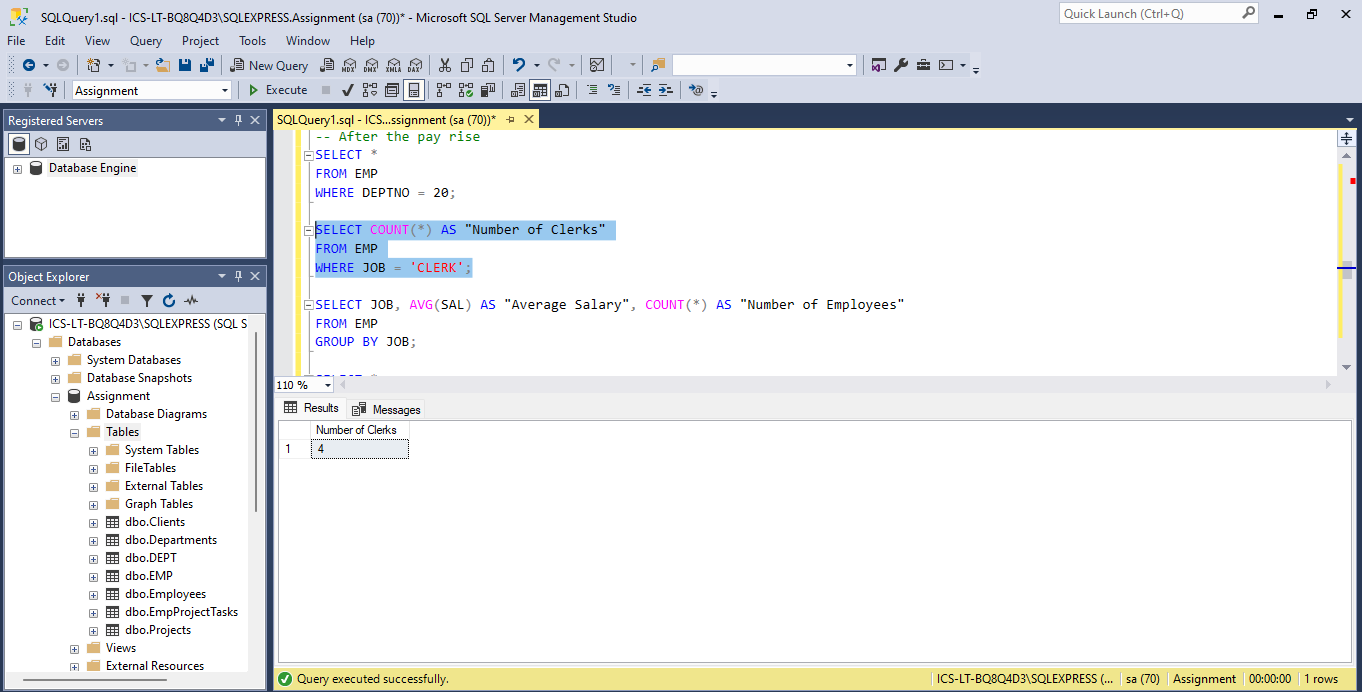 SQLQuery1.sql - ICS-LT-BQ8Q4D3\SQLEXPRESS.Assignment (sa (70))* - Microsoft SQL Server Management Studio
Quick Launch (Ctrl+Q)
File Edit View Query Project Tools Window Help
New Query MDX DMX XMLA DAX
Assignment Execute
Registered Servers
Database Engine
Object Explorer
Connect
ICS-LT-BQ8Q4D3\SQLEXPRESS (SQL S
Databases
System Databases
Database Snapshots
Assignment
Database Diagrams
Tables
System Tables
FileTables
External Tables
Graph Tables
dbo.Clients
dbo.Departments
dbo.DEPT
dbo.EMP
dbo.Employees
dbo.EmpProjectTasks
dbo.Projects
Views
External Resources
SQLQuery1.sql - ICS...ssignment (sa (70))*
-- After the pay rise
SELECT *
FROM EMP
WHERE DEPTNO = 20;
SELECT COUNT(*) AS "Number of Clerks"
FROM EMP
WHERE JOB = 'CLERK';
SELECT JOB, AVG(SAL) AS "Average Salary", COUNT(*) AS "Number of Employees"
FROM EMP
GROUP BY JOB;
110 %
Results Messages
Number of Clerks
1 4
Query executed successfully. ICS-LT-BQ8Q4D3\SQLEXPRESS (... sa (70) Assignment 00:00:00 1 rows